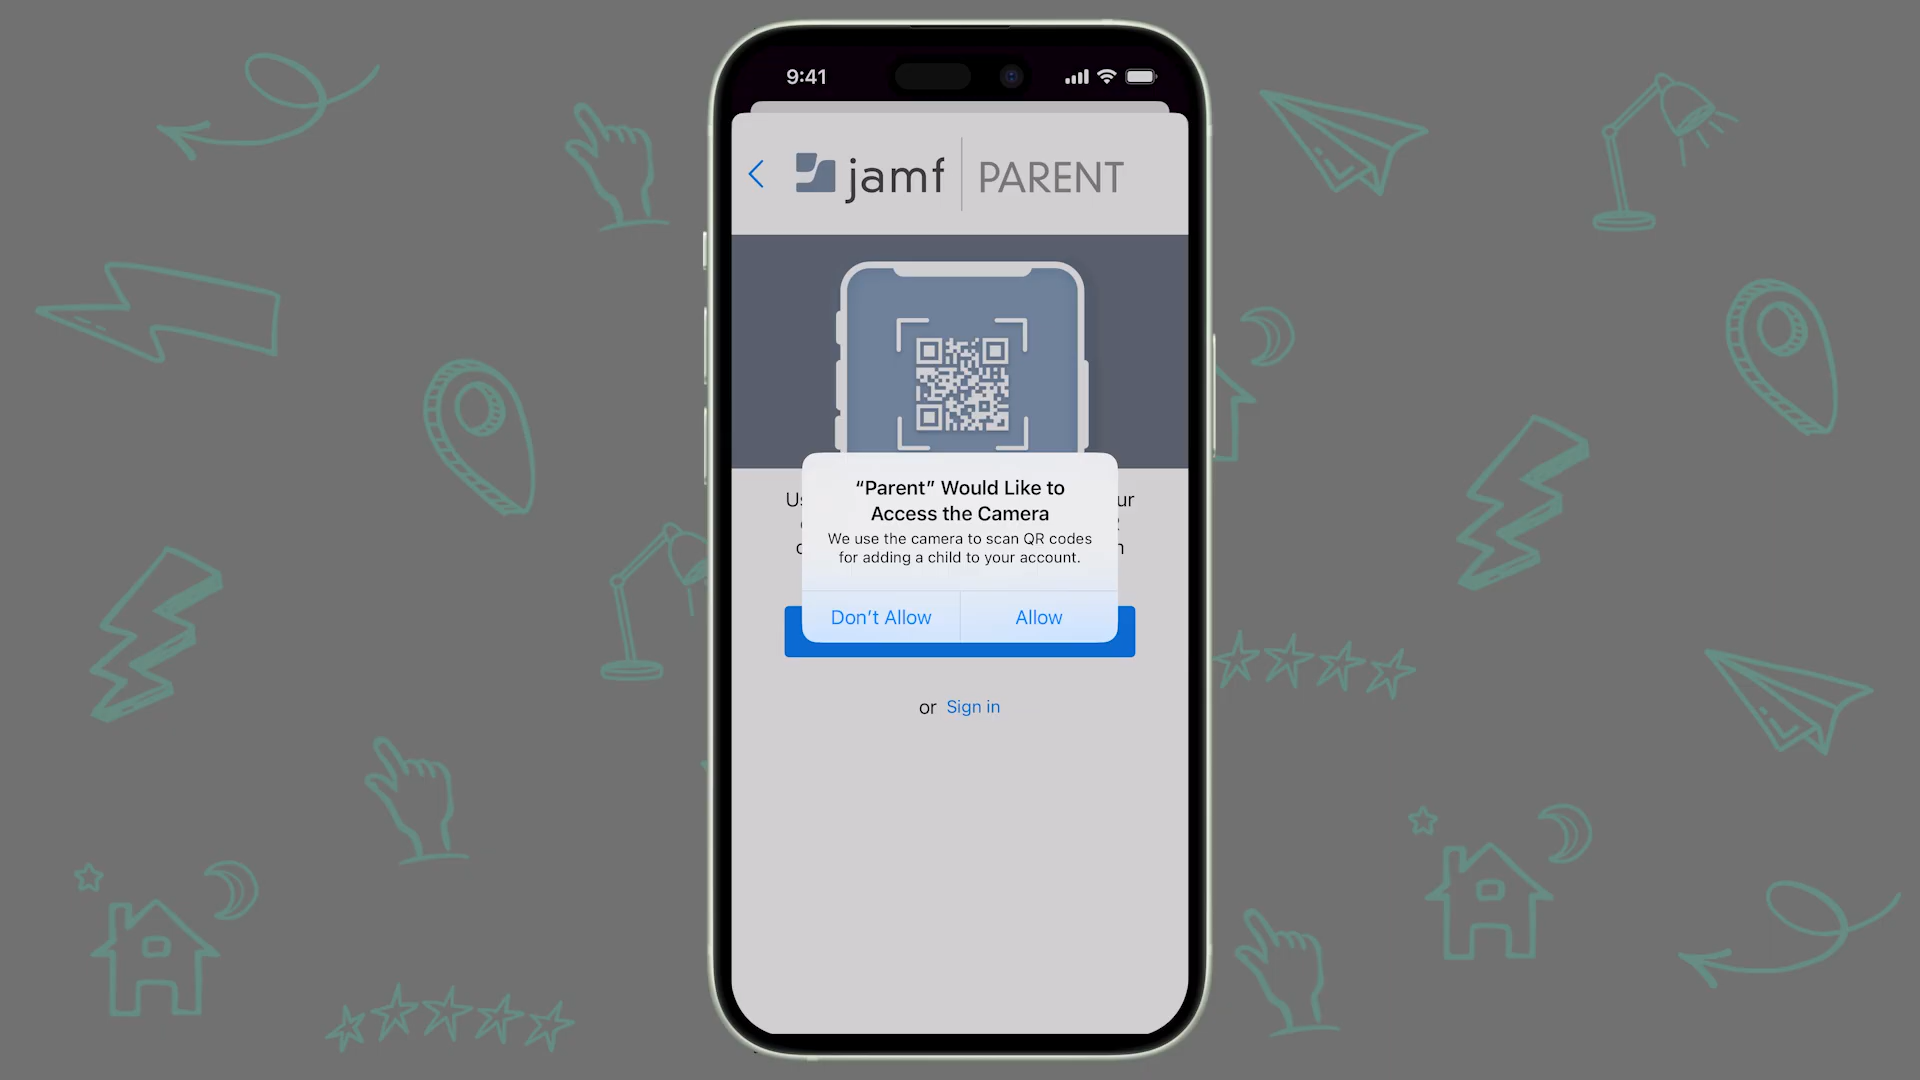 9:41
jamf PARENT
“Parent” Would Like to
Access the Camera
We use the camera to scan QR codes
for adding a child to your account.
Don’t Allow Allow
or Sign in